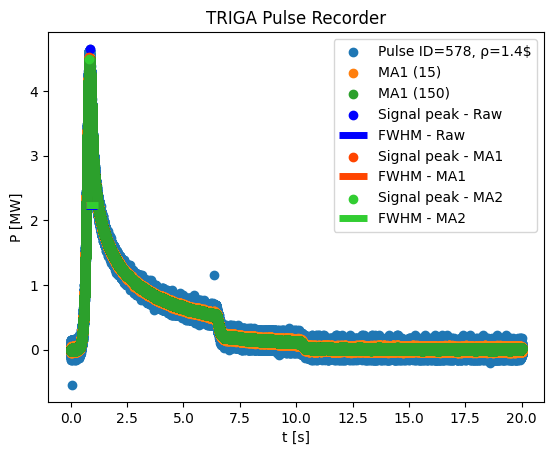 TRIGA Pulse Recorder
P [MW]
4
3
2
1
0
0.0 2.5 5.0 7.5 10.0 12.5 15.0 17.5 20.0
t [s]
Pulse ID=578, ρ=1.4$
MA1 (15)
MA1 (150)
Signal peak - Raw
FWHM - Raw
Signal peak - MA1
FWHM - MA1
Signal peak - MA2
FWHM - MA2